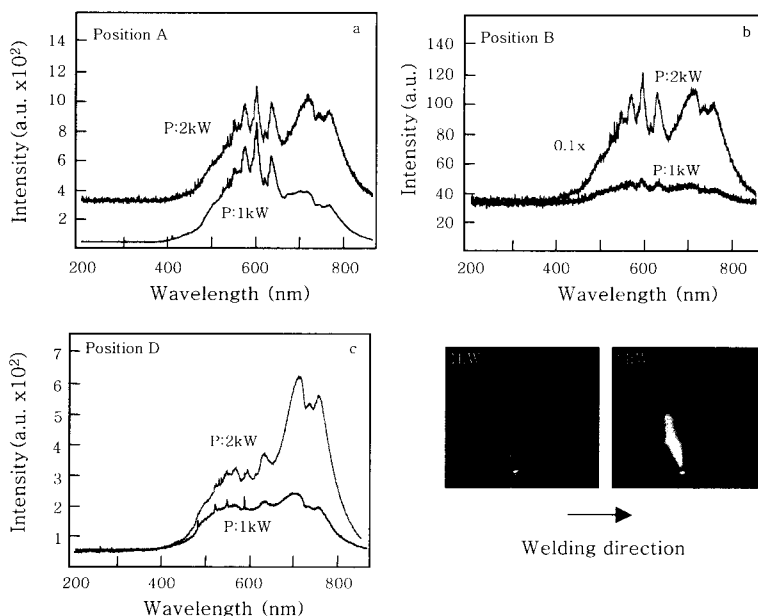 Position A
a
Intensity (a.u. x10²)
14
12
10
8
6
4
2
P:2kW
P:1kW
200
400
600
800
Wavelength (nm)
Position B
b
Intensity (a.u.)
140
120
100
80
60
40
20
P:2kW
0.1x
P:1kW
200
400
600
800
Wavelength (nm)
Position D
c
Intensity (a.u. x10²)
7
6
5
4
3
2
1
P:2kW
P:1kW
200
400
600
800
Wavelength (nm)
Welding direction